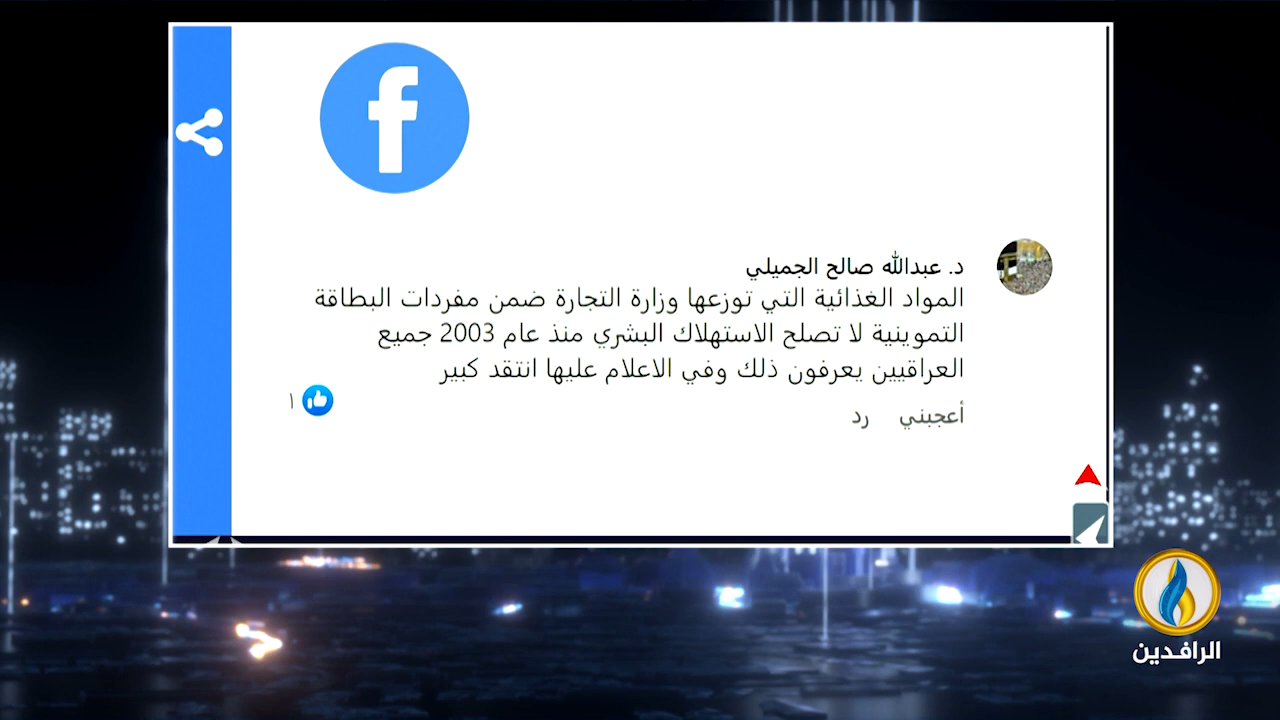 f
د. عبدالله صالح الجميلي
المواد الغذائية التي توزعها وزارة التجارة ضمن مفردات البطاقة
التموينية لا تصلح الاستهلاك البشري منذ عام 2003 جميع
العراقيين يعرفون ذلك وفي الاعلام عليها انتقد كبير
١
أعجبني رد
الرافدين